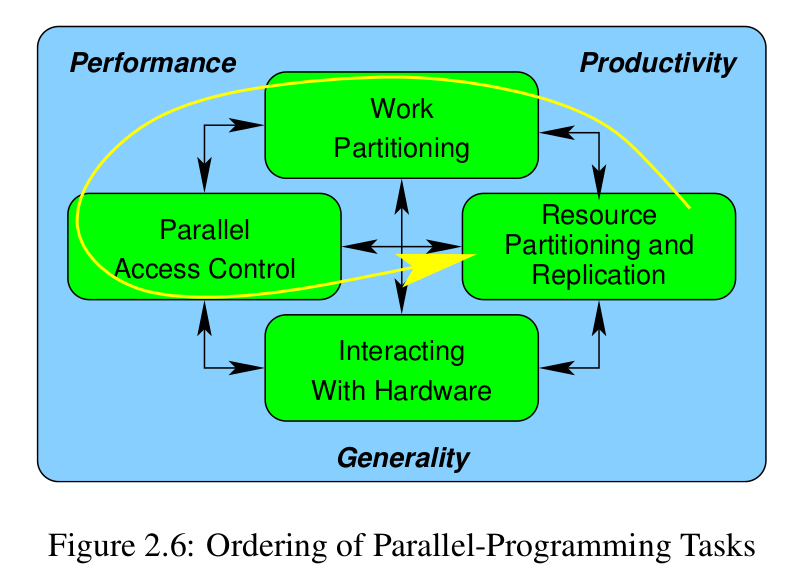 Performance
Productivity
Work
Partitioning
Parallel
Access Control
Resource
Partitioning and
Replication
Interacting
With Hardware
Generality
Figure 2.6: Ordering of Parallel-Programming Tasks